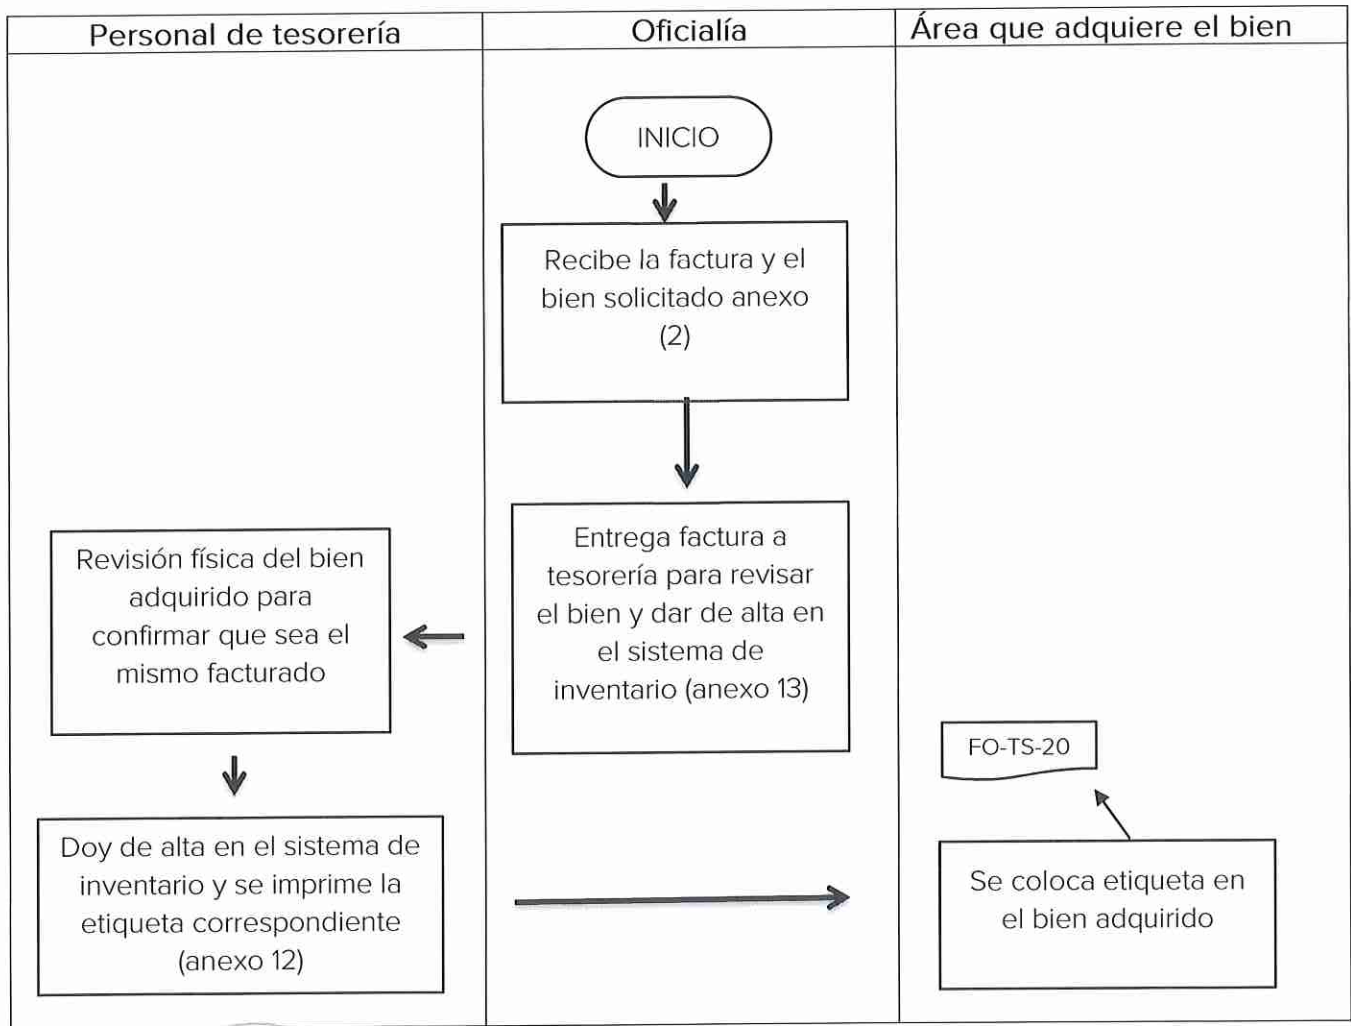 Personal de tesorería
Oficialía
Área que adquiere el bien
INICIO
Recibe la factura y el
bien solicitado anexo
(2)
Entrega factura a
tesorería para revisar
el bien y dar de alta en
el sistema de
inventario (anexo 13)
Revisión física del bien
adquirido para
confirmar que sea el
mismo facturado
Doy de alta en el sistema de
inventario y se imprime la
etiqueta correspondiente
(anexo 12)
FO-TS-20
Se coloca etiqueta en
el bien adquirido